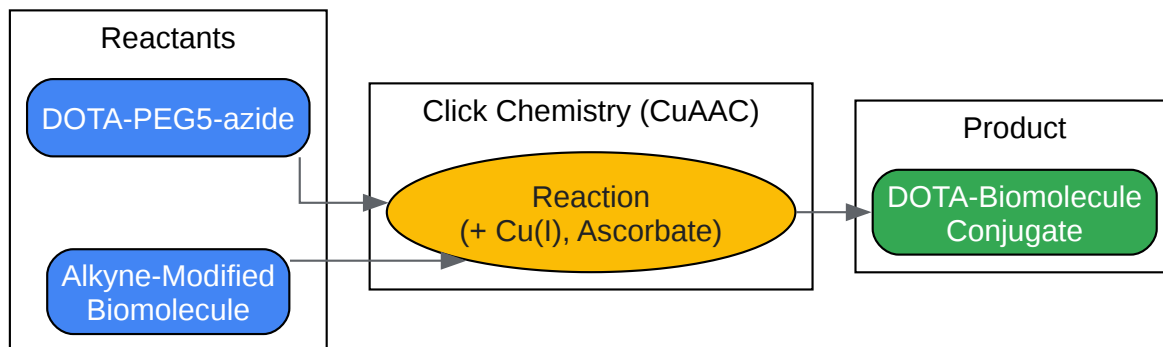 Reactants
DOTA-PEG5-azide
Alkyne-Modified
Biomolecule
Click Chemistry (CuAAC)
Reaction
(+ Cu(I), Ascorbate)
Product
DOTA-Biomolecule
Conjugate